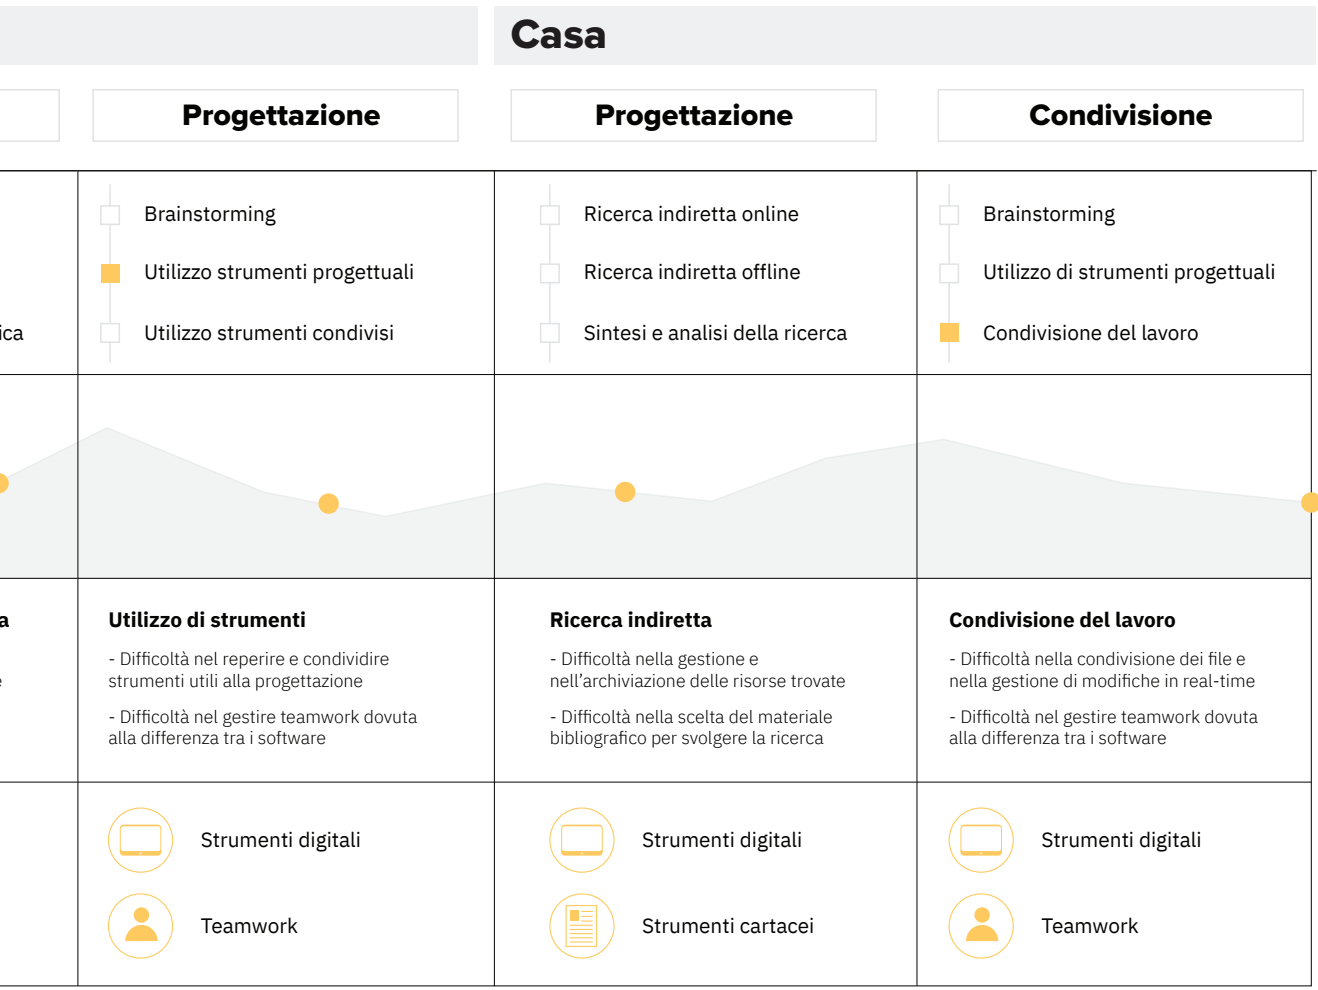 Casa
Progettazione
Progettazione
Condivisione
Brainstorming
Utilizzo strumenti progettuali
Utilizzo strumenti condivisi
Ricerca indiretta online
Ricerca indiretta offline
Sintesi e analisi della ricerca
Brainstorming
Utilizzo di strumenti progettuali
Condivisione del lavoro
Utilizzo di strumenti
- Difficoltà nel reperire e condividire
strumenti utili alla progettazione
- Difficoltà nel gestire teamwork dovuta
alla differenza tra i software
Ricerca indiretta
- Difficoltà nella gestione e
nell'archiviazione delle risorse trovate
- Difficoltà nella scelta del materiale
bibliografico per svolgere la ricerca
Condivisione del lavoro
- Difficoltà nella condivisione dei file e
nella gestione di modifiche in real-time
- Difficoltà nel gestire teamwork dovuta
alla differenza tra i software
Strumenti digitali
Teamwork
Strumenti digitali
Strumenti cartacei
Strumenti digitali
Teamwork